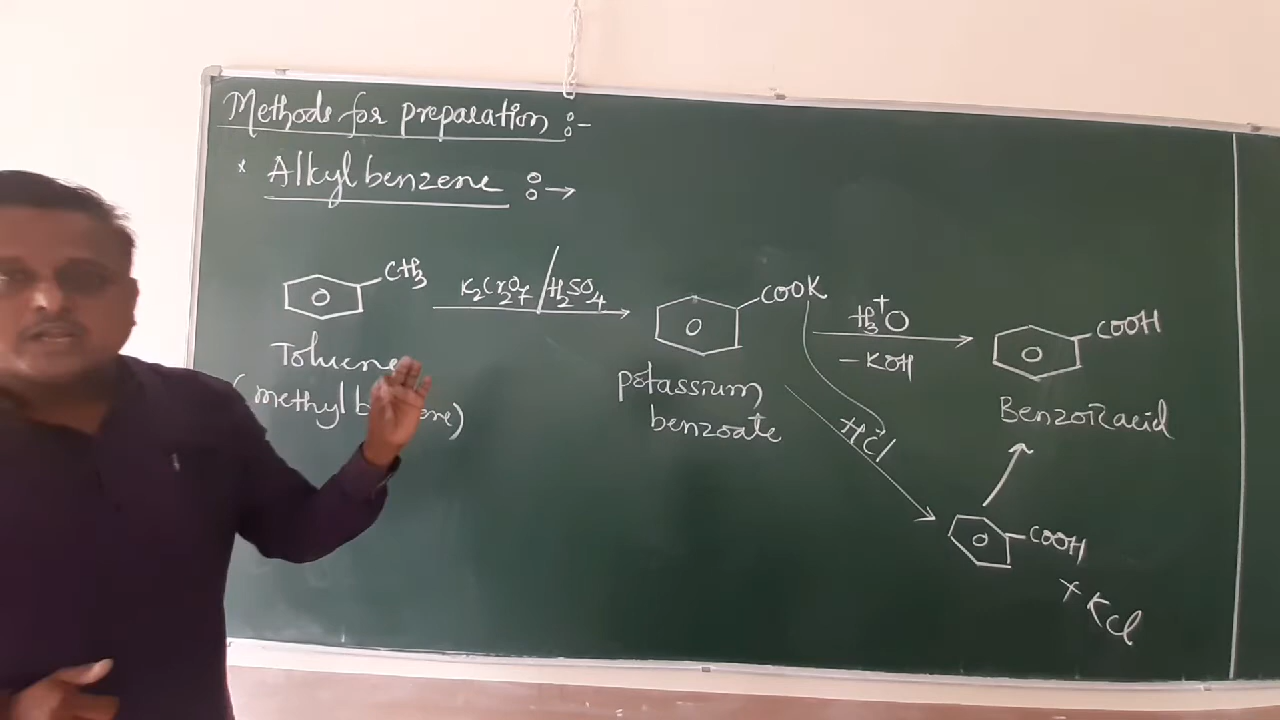 Methods for preparation :-
* Alkyl benzene :→
CH3
K2Cr2O7/H2SO4
COOK
H3+O
- KOH
COOH
Toluene
(methyl b ene)
potassium
benzoate
HCl
Benzoic acid
COOH
+ KCl